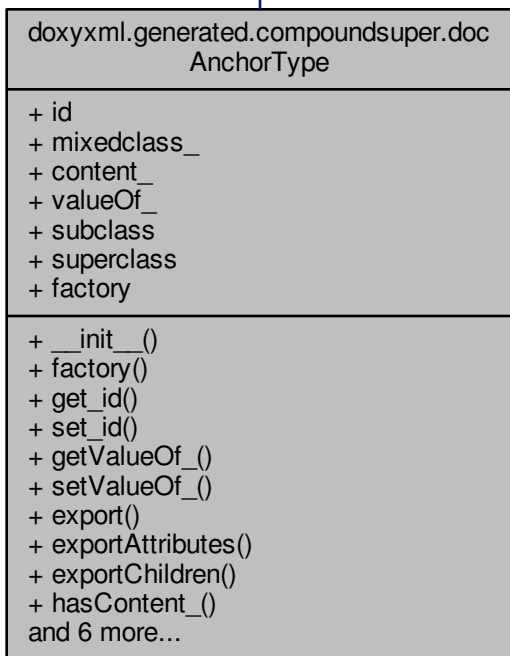 doxyxml.generated.compoundsuper.doc
AnchorType
+ id
+ mixedclass_
+ content_
+ valueOf_
+ subclass
+ superclass
+ factory
+ __init__()
+ factory()
+ get_id()
+ set_id()
+ getValueOf_()
+ setValueOf_()
+ export()
+ exportAttributes()
+ exportChildren()
+ hasContent_()
and 6 more...